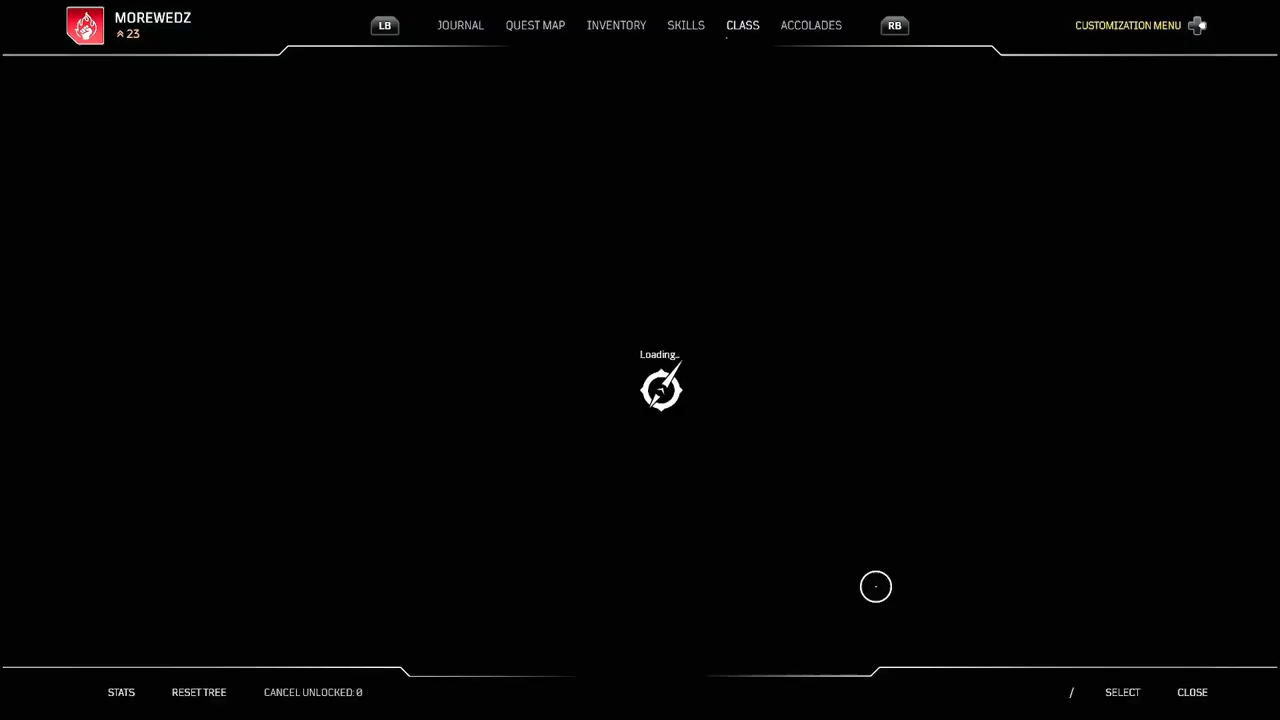 MOREWEDZ
23
LB JOURNAL QUEST MAP INVENTORY SKILLS CLASS ACCOLADES RB
CUSTOMIZATION MENU
Loading..
STATS RESET TREE CANCEL UNLOCKED: 0
/ SELECT CLOSE